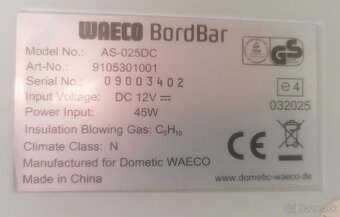 WAECO BordBar
Model No.: AS-025DC
Art.-No.: 9105301001
Serial No.: 09003402
Input Voltage: DC 12V
Power Input: 45W
Insulation Blowing Gas: C5H10
Climate Class: N
Manufactured for Dometic WAECO
Made in China
GS
e4
032025
CE
www.dometic-waeco.de